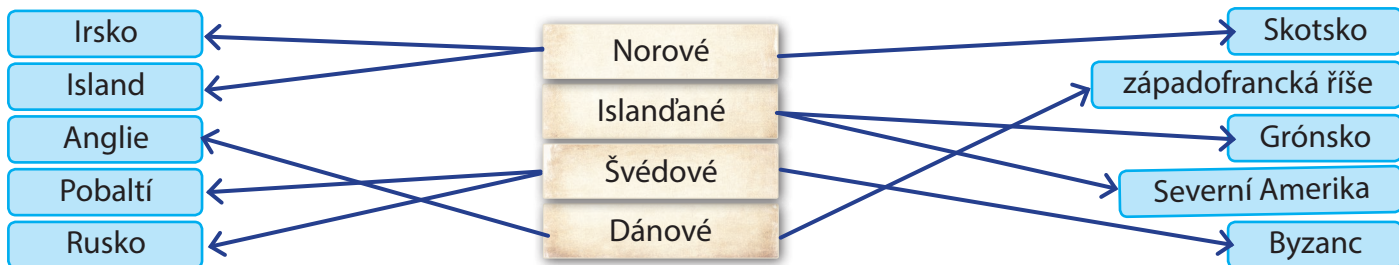 Irsko
Island
Anglie
Pobaltí
Rusko
Norové
Islanďané
Švédové
Dánové
Skotsko
západofrancká říše
Grónsko
Severní Amerika
Byzanc